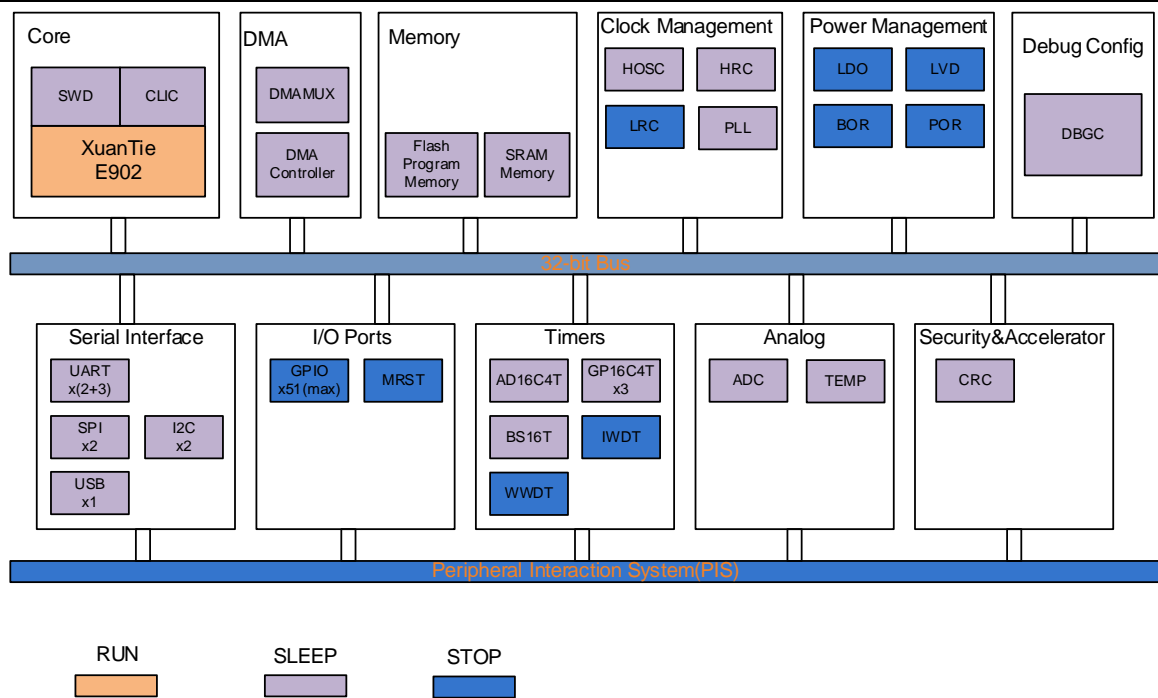 Core
DMA
Memory
Clock Management
Power Management
Debug Config
SWD
CLIC
XuanTie
E902
DMAMUX
DMA
Controller
Flash
Program
Memory
SRAM
Memory
HOSC
HRC
LRC
PLL
LDO
LVD
BOR
POR
DBGC
32-bit Bus
Serial Interface
I/O Ports
Timers
Analog
Security&Accelerator
UART
x(2+3)
SPI
x2
I2C
x2
USB
x1
GPIO
x51(max)
MRST
AD16C4T
GP16C4T
x3
BS16T
IWDT
WWDT
ADC
TEMP
CRC
Peripheral Interaction System(PIS)
RUN
SLEEP
STOP